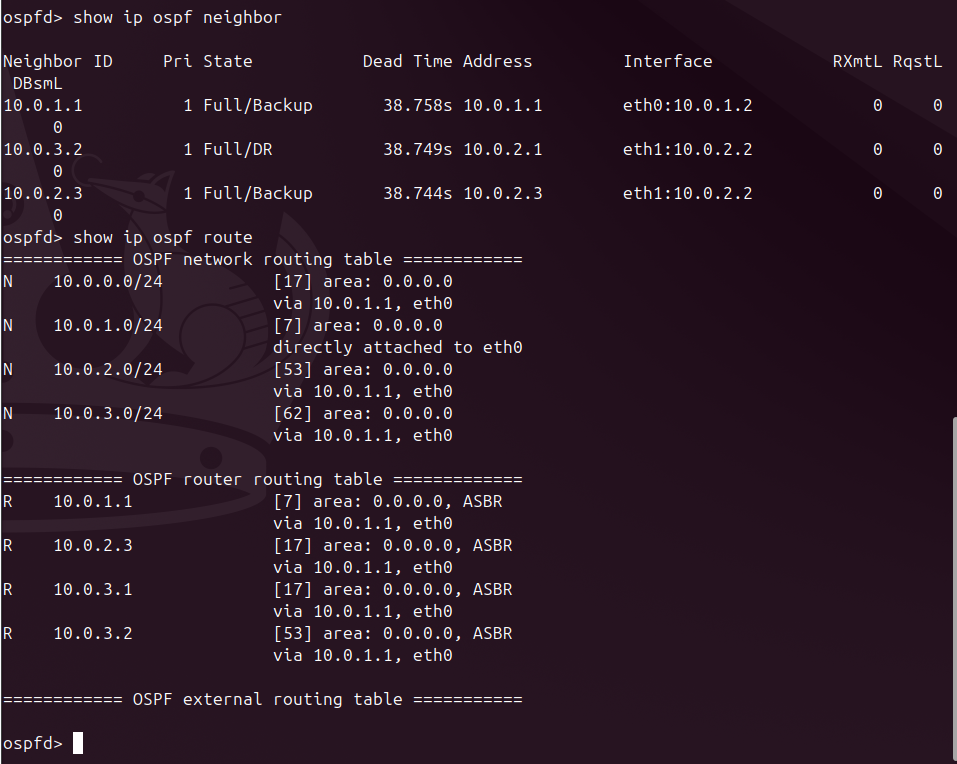 ospfd> show ip ospf neighbor
Neighbor ID     Pri State           Dead Time Address         Interface            RXmtL RqstL
 DBsmL
10.0.1.1          1 Full/Backup       38.758s 10.0.1.1        eth0:10.0.1.2            0     0
     0
10.0.3.2          1 Full/DR           38.749s 10.0.2.1        eth1:10.0.2.2            0     0
     0
10.0.2.3          1 Full/Backup       38.744s 10.0.2.3        eth1:10.0.2.2            0     0
     0
ospfd> show ip ospf route
============ OSPF network routing table ============
N    10.0.0.0/24           [17] area: 0.0.0.0
                           via 10.0.1.1, eth0
N    10.0.1.0/24           [7] area: 0.0.0.0
                           directly attached to eth0
N    10.0.2.0/24           [53] area: 0.0.0.0
                           via 10.0.1.1, eth0
N    10.0.3.0/24           [62] area: 0.0.0.0
                           via 10.0.1.1, eth0
============ OSPF router routing table =============
R    10.0.1.1              [7] area: 0.0.0.0, ASBR
                           via 10.0.1.1, eth0
R    10.0.2.3              [17] area: 0.0.0.0, ASBR
                           via 10.0.1.1, eth0
R    10.0.3.1              [17] area: 0.0.0.0, ASBR
                           via 10.0.1.1, eth0
R    10.0.3.2              [53] area: 0.0.0.0, ASBR
                           via 10.0.1.1, eth0
============ OSPF external routing table ===========
ospfd>